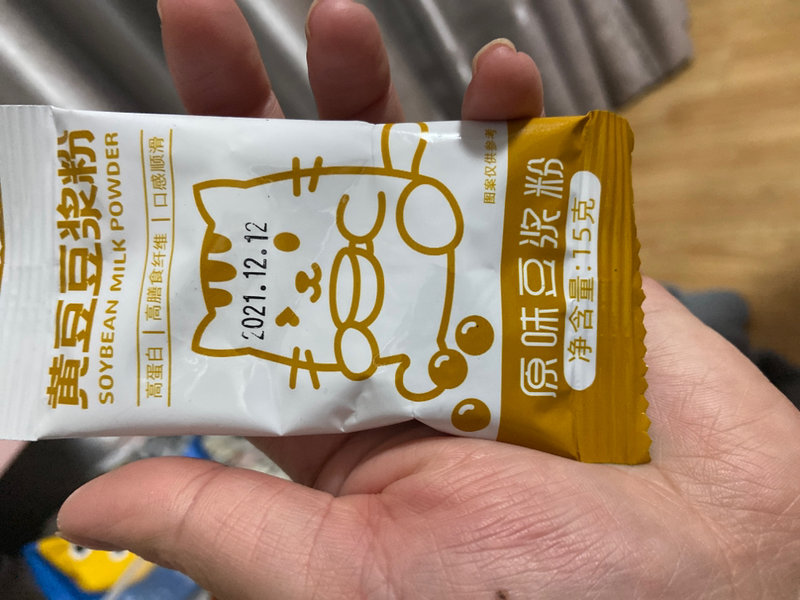 黄豆豆浆粉
SOYBEAN MILK POWDER
高蛋白 | 高膳食纤维 | 口感顺滑
2021.12.12
图案仅供参考
原味豆浆粉
净含量:15克